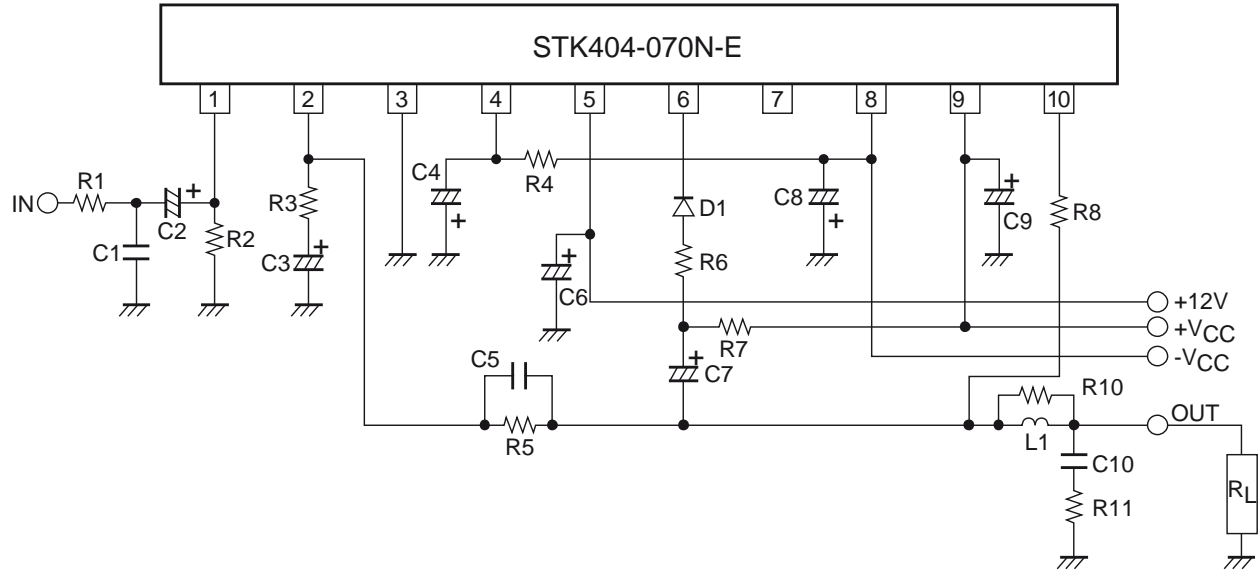 STK404-070N-E
1 2 3 4 5 6 7 8 9 10
C4
R4
R1
IN
+
C2
C1
R2
R3
+
C3
+
+
C6
D1
R6
C8
+
+
C9
R8
+12V
+VCC
-VCC
R7
+
C7
C5
R5
R10
L1
OUT
C10
R11
RL